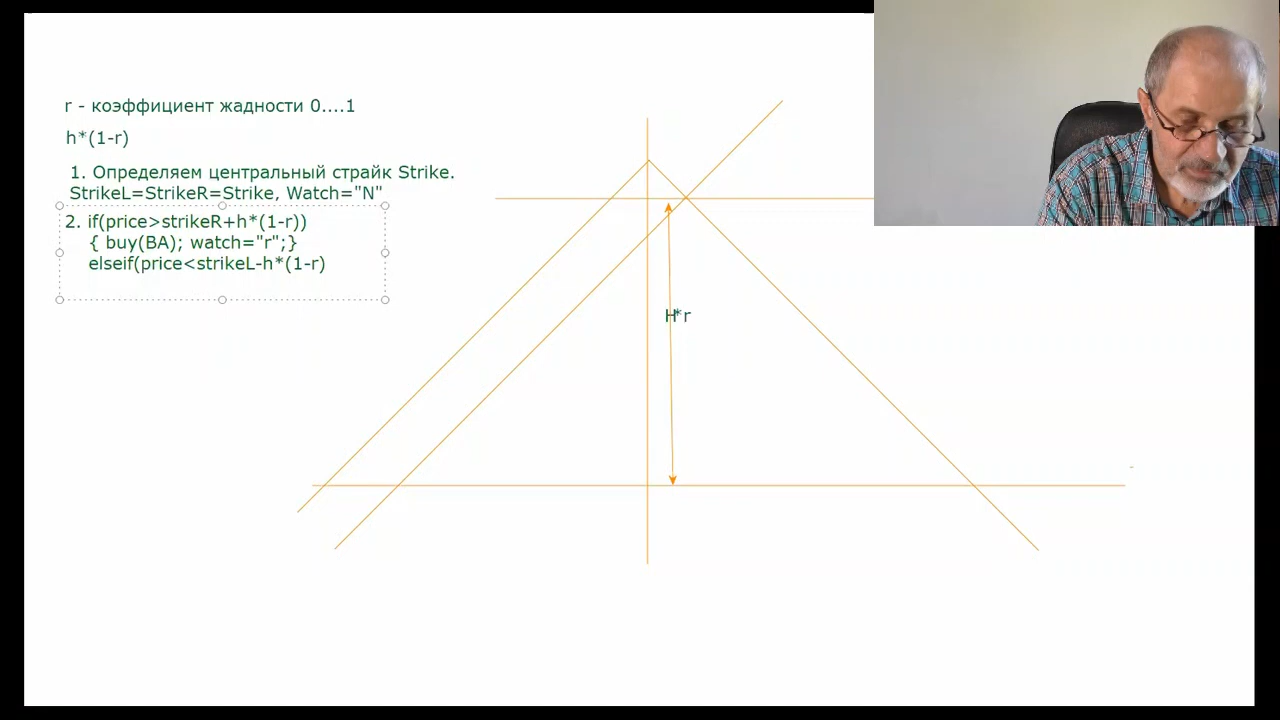 r - коэффициент жадности 0....1
h*(1-r)
1. Определяем центральный страйк Strike.
StrikeL=StrikeR=Strike, Watch="N"
2. if(price>strikeR+h*(1-r))
{ buy(BA); watch="r";}
elseif(price<strikeL-h*(1-r)
H*r